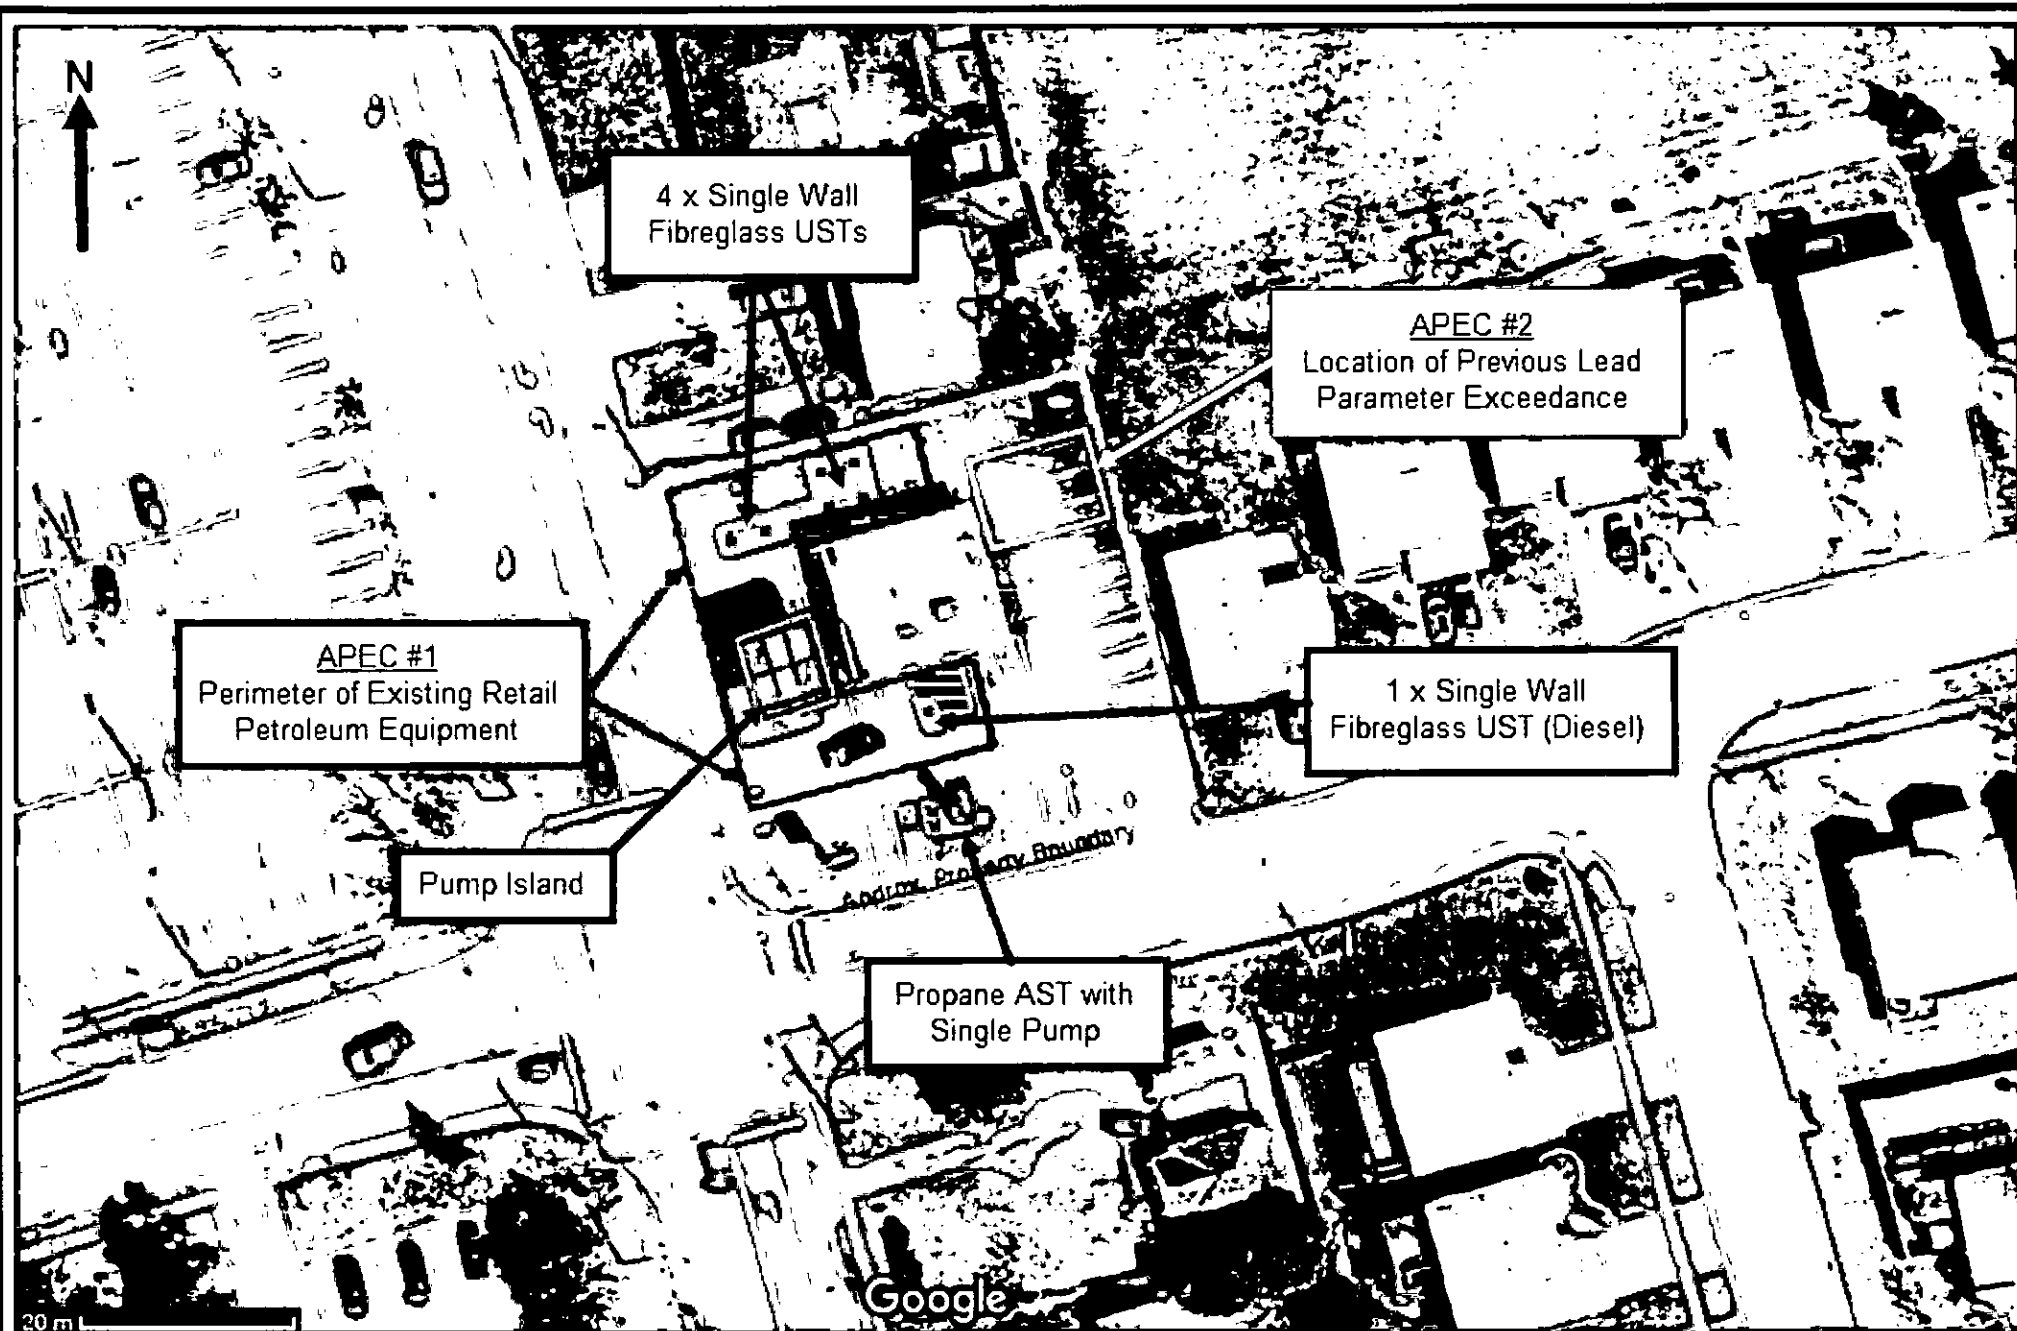 N
4 x Single Wall
Fibreglass USTs
APEC #2
Location of Previous Lead
Parameter Exceedance
APEC #1
Perimeter of Existing Retail
Petroleum Equipment
1 x Single Wall
Fibreglass UST (Diesel)
Pump Island
Approx. Property Boundary
Propane AST with
Single Pump
Google
20 m